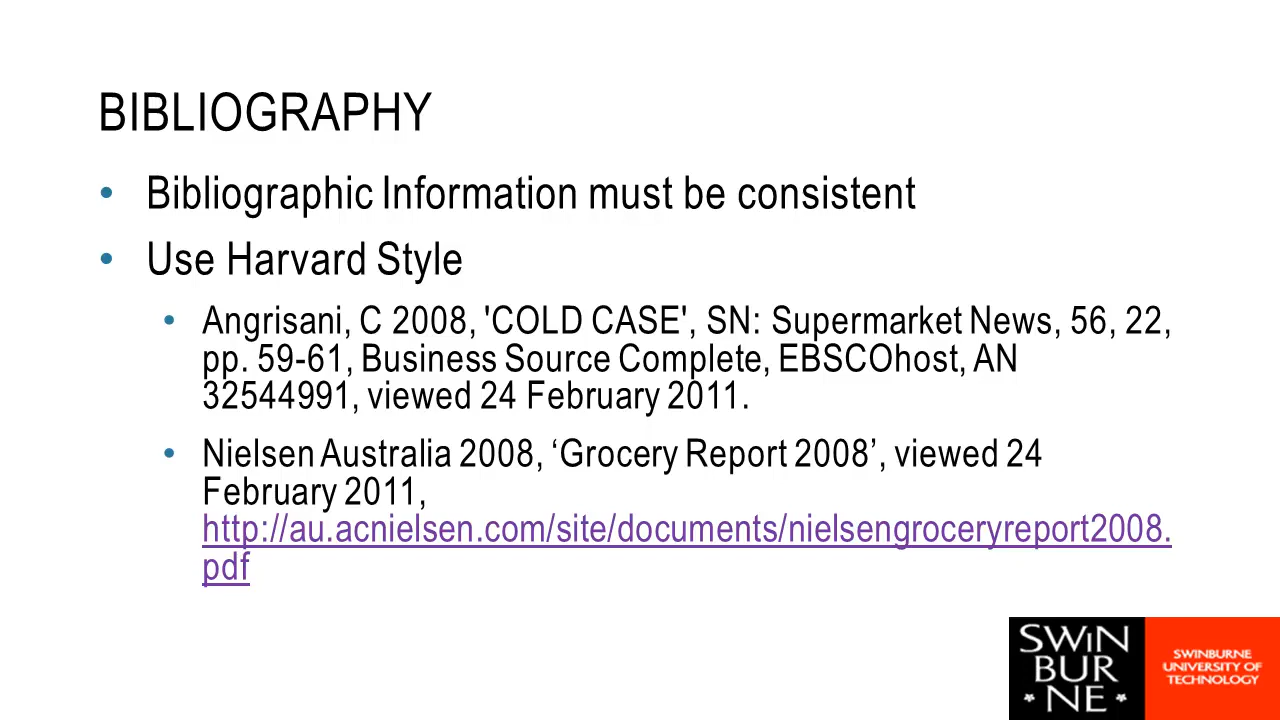 BIBLIOGRAPHY
• Bibliographic Information must be consistent
• Use Harvard Style
• Angrisani, C 2008, 'COLD CASE', SN: Supermarket News, 56, 22,
pp. 59-61, Business Source Complete, EBSCOhost, AN
32544991, viewed 24 February 2011.
• Nielsen Australia 2008, ‘Grocery Report 2008’, viewed 24
February 2011,
http://au.acnielsen.com/site/documents/nielsengroceryreport2008.
pdf
SWiN
BUR
* NE *
SWINBURNE
UNIVERSITY OF
TECHNOLOGY